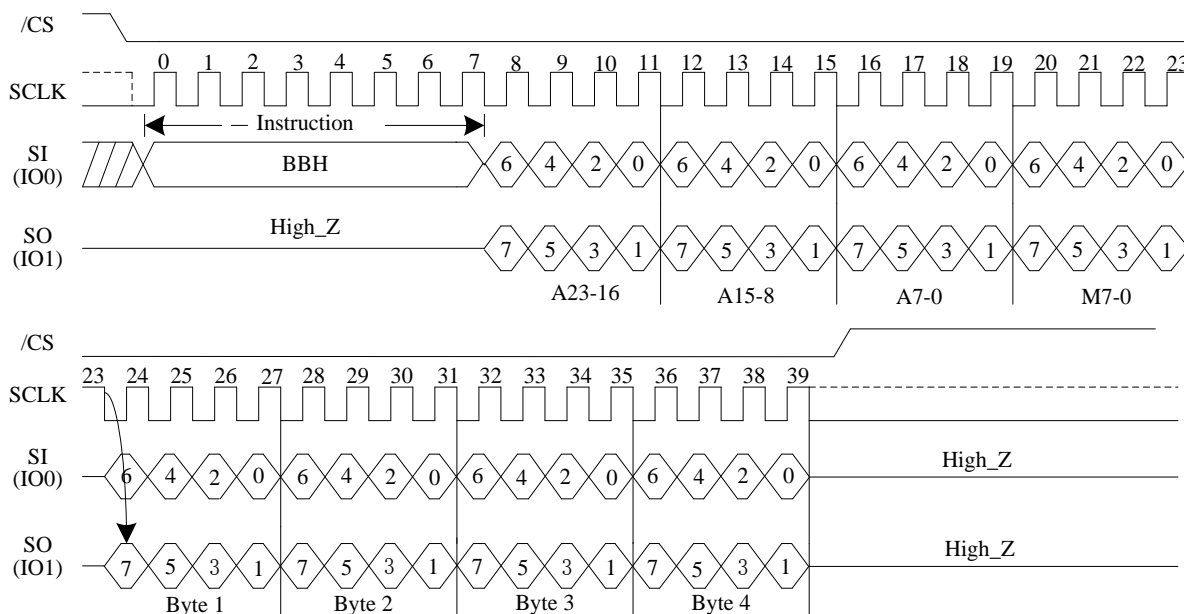 /CS
0 1 2 3 4 5 6 7 8 9 10 11 12 13 14 15 16 17 18 19 20 21 22 23
SCLK
Instruction
SI
(IO0)
BBH
6 4 2 0 6 4 2 0 6 4 2 0 6 4 2 0
SO
(IO1)
High_Z
7 5 3 1 7 5 3 1 7 5 3 1 7 5 3 1
A23-16 A15-8 A7-0 M7-0
/CS
23 24 25 26 27 28 29 30 31 32 33 34 35 36 37 38 39
SCLK
SI
(IO0)
6 4 2 0 6 4 2 0 6 4 2 0 6 4 2 0
High_Z
SO
(IO1)
7 5 3 1 7 5 3 1 7 5 3 1 7 5 3 1
High_Z
Byte 1 Byte 2 Byte 3 Byte 4